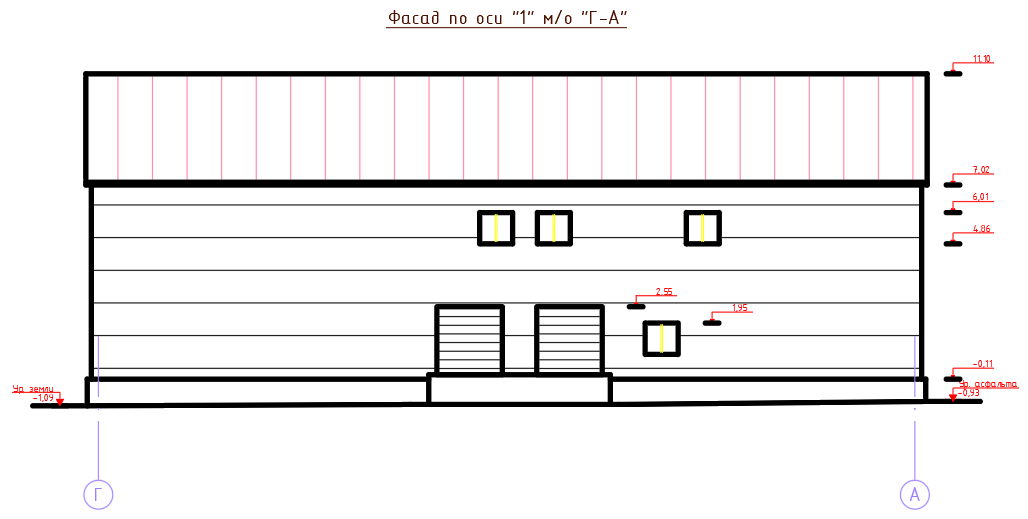 Фасад по оси "1" м/о "Г-А"
11,10
7,02
6,01
4,86
2,55
1,95
-0,11
Ур. земли
-1,09
Ур. асфальта
-0,93
Г
А